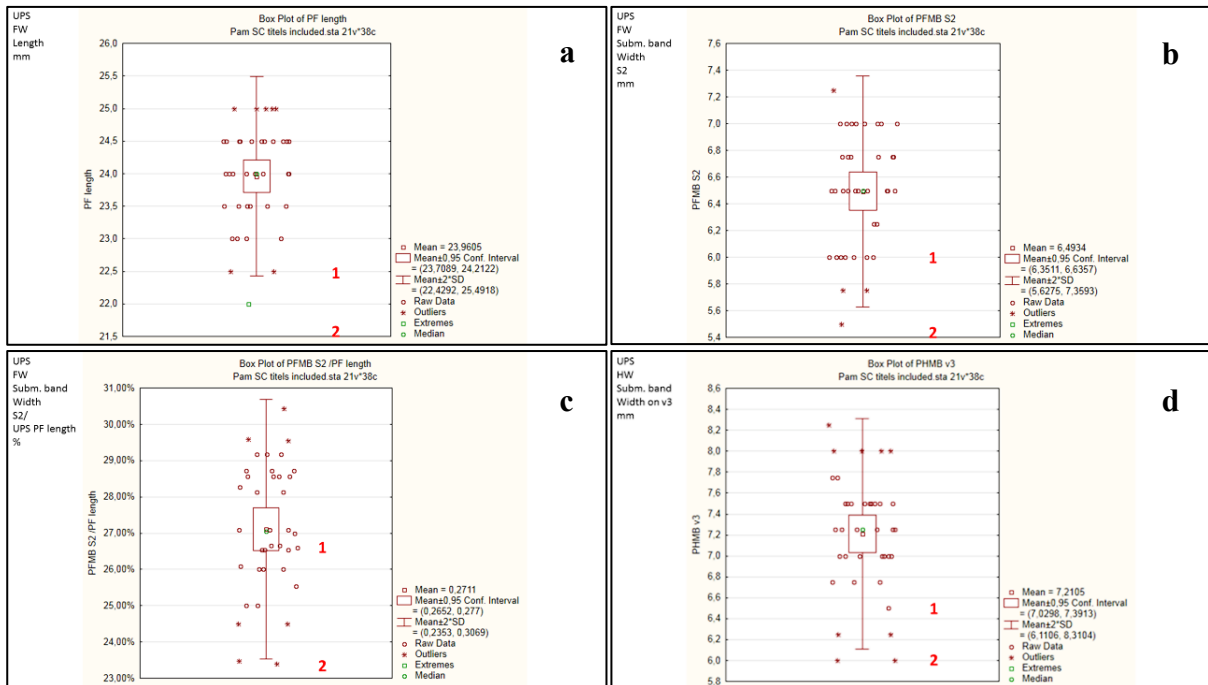 UPS
FW
Length
mm
Box Plot of PF length
Pam SC titels included.sta 21v*38c
a
26,0
25,5
25,0
24,5
24,0
23,5
23,0
22,5
22,0
21,5
PF length
1
2
Mean = 23,9605
Mean±0,95 Conf. Interval
= (23,7089, 24,2122)
Mean±2*SD
= (22,4292, 25,4918)
Raw Data
Outliers
Extremes
Median
UPS
FW
Subm. band
Width
S2
mm
Box Plot of PFMB S2
Pam SC titels included.sta 21v*38c
b
7,6
7,4
7,2
7,0
6,8
6,6
6,4
6,2
6,0
5,8
5,6
5,4
PFMB S2
1
2
Mean = 6,4934
Mean±0,95 Conf. Interval
= (6,3511, 6,6357)
Mean±2*SD
= (5,6275, 7,3593)
Raw Data
Outliers
Extremes
Median
UPS
FW
Subm. band
Width
S2/
UPS PF length
%
Box Plot of PFMB S2 /PF length
Pam SC titels included.sta 21v*38c
c
31,00%
30,00%
29,00%
28,00%
27,00%
26,00%
25,00%
24,00%
23,00%
PFMB S2 /PF length
1
2
Mean = 0,2711
Mean±0,95 Conf. Interval
= (0,2652, 0,277)
Mean±2*SD
= (0,2353, 0,3069)
Raw Data
Outliers
Extremes
Median
UPS
HW
Subm. band
Width on v3
mm
Box Plot of PHMB v3
Pam SC titels included.sta 21v*38c
d
8,6
8,4
8,2
8,0
7,8
7,6
7,4
7,2
7,0
6,8
6,6
6,4
6,2
6,0
5,8
PHMB v3
1
2
Mean = 7,2105
Mean±0,95 Conf. Interval
= (7,0298, 7,3913)
Mean±2*SD
= (6,1106, 8,3104)
Raw Data
Outliers
Extremes
Median